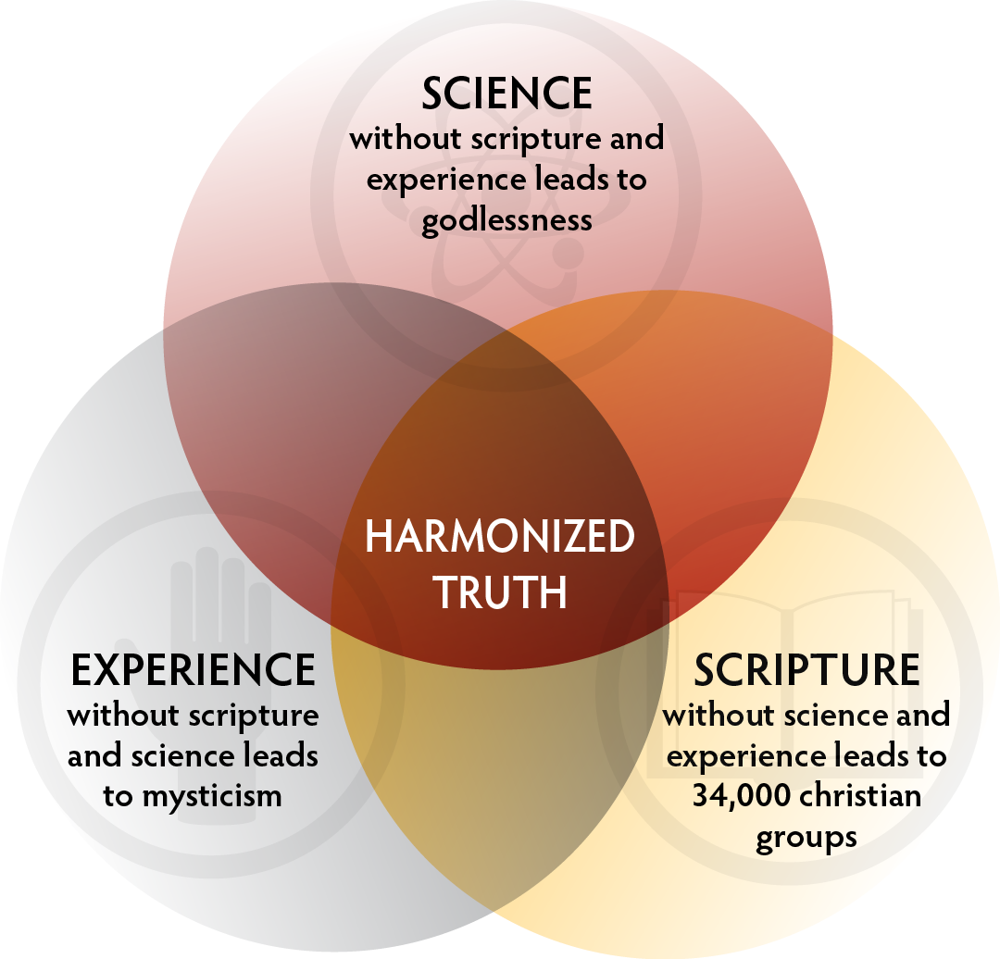 SCIENCE
without scripture and
experience leads to
godlessness
HARMONIZED
TRUTH
EXPERIENCE
without scripture
and science leads
to mysticism
SCRIPTURE
without science and
experience leads to
34,000 christian
groups